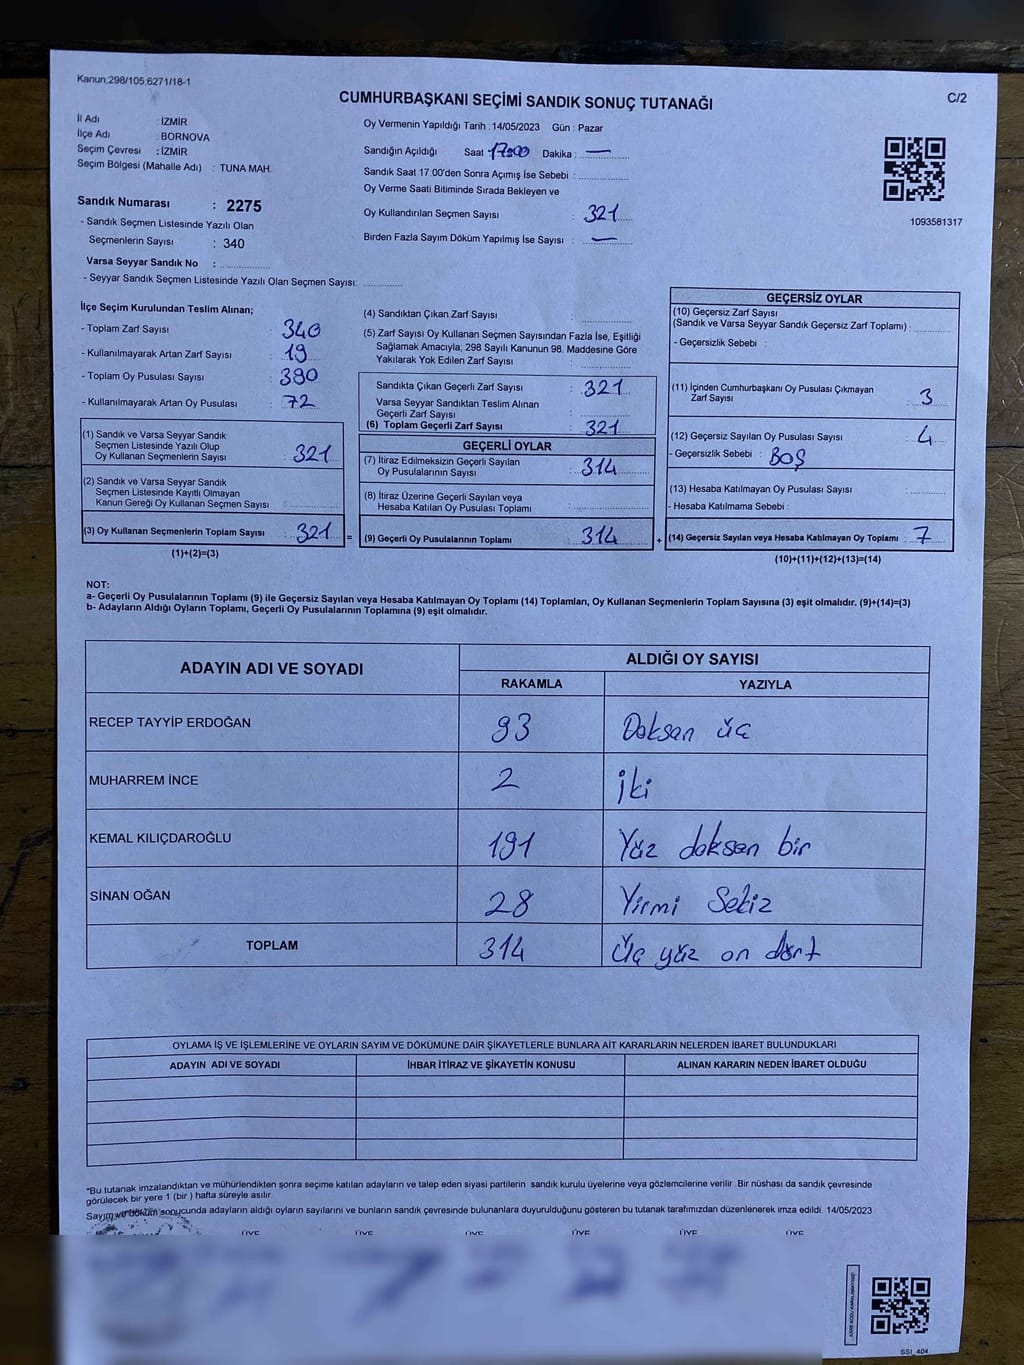 Kanun:298/105.6271/18-1
CUMHURBAŞKANI SEÇİMİ SANDIK SONUÇ TUTANAĞI
C/2
İl Adı : İZMİR
İlçe Adı : BORNOVA
Seçim Çevresi : İZMİR
Seçim Bölgesi (Mahalle Adı) : TUNA MAH.
Oy Vermenin Yapıldığı Tarih :14/05/2023 Gün : Pazar
Sandığın Açıldığı Saat 17:00 Dakika : —
Sandık Saat 17:00'den Sonra Açımış İse Sebebi :
Oy Verme Saati Bitiminde Sırada Bekleyen ve
Oy Kullandırılan Seçmen Sayısı : 321
Birden Fazla Sayım Döküm Yapılmış İse Sayısı : —
1093581317
Sandık Numarası : 2275
- Sandık Seçmen Listesinde Yazılı Olan
Seçmenlerin Sayısı : 340
Varsa Seyyar Sandık No :
- Seyyar Sandık Seçmen Listesinde Yazılı Olan Seçmen Sayısı:
İlçe Seçim Kurulundan Teslim Alınan;
- Toplam Zarf Sayısı : 340
- Kullanılmayarak Artan Zarf Sayısı : 19
- Toplam Oy Pusulası Sayısı : 390
- Kullanılmayarak Artan Oy Pusulası : 72
(1) Sandık ve Varsa Seyyar Sandık
Seçmen Listesinde Yazılı Olup
Oy Kullanan Seçmenlerin Sayısı : 321
(2) Sandık ve Varsa Seyyar Sandık
Seçmen Listesinde Kayıtlı Olmayan
Kanun Gereği Oy Kullanan Seçmen Sayısı :
(3) Oy Kullanan Seçmenlerin Toplam Sayısı : 321
(1)+(2)=(3)
(4) Sandıktan Çıkan Zarf Sayısı :
(5) Zarf Sayısı Oy Kullanan Seçmen Sayısından Fazla İse, Eşitliği
Sağlamak Amacıyla; 298 Sayılı Kanunun 98. Maddesine Göre
Yakılarak Yok Edilen Zarf Sayısı :
Sandıkta Çıkan Geçerli Zarf Sayısı : 321
Varsa Seyyar Sandıktan Teslim Alınan
Geçerli Zarf Sayısı :
(6) Toplam Geçerli Zarf Sayısı : 321
GEÇERLİ OYLAR
(7) İtiraz Edilmeksizin Geçerli Sayılan
Oy Pusulalarının Sayısı : 314
(8) İtiraz Üzerine Geçerli Sayılan veya
Hesaba Katılan Oy Pusulası Toplamı :
= (9) Geçerli Oy Pusulalarının Toplamı : 314
GEÇERSİZ OYLAR
(10) Geçersiz Zarf Sayısı
(Sandık ve Varsa Seyyar Sandık Geçersiz Zarf Toplamı) :
- Geçersizlik Sebebi :
(11) İçinden Cumhurbaşkanı Oy Pusulası Çıkmayan
Zarf Sayısı : 3
(12) Geçersiz Sayılan Oy Pusulası Sayısı : 4
- Geçersizlik Sebebi : BOŞ
(13) Hesaba Katılmayan Oy Pusulası Sayısı :
- Hesaba Katılmama Sebebi :
+ (14) Geçersiz Sayılan veya Hesaba Katılmayan Oy Toplamı : 7
(10)+(11)+(12)+(13)=(14)
NOT:
a- Geçerli Oy Pusulalarının Toplamı (9) ile Geçersiz Sayılan veya Hesaba Katılmayan Oy Toplamı (14) Toplamları, Oy Kullanan Seçmenlerin Toplam Sayısına (3) eşit olmalıdır. (9)+(14)=(3)
b- Adayların Aldığı Oyların Toplamı, Geçerli Oy Pusulalarının Toplamına (9) eşit olmalıdır.
ADAYIN ADI VE SOYADI
ALDIĞI OY SAYISI
RAKAMLA YAZIYLA
RECEP TAYYİP ERDOĞAN 93 Doksan üç
MUHARREM İNCE 2 İki
KEMAL KILIÇDAROĞLU 191 Yüz doksan bir
SİNAN OĞAN 28 Yirmi Sekiz
TOPLAM 314 Üç yüz on dört
OYLAMA İŞ VE İŞLEMLERİNE VE OYLARIN SAYIM VE DÖKÜMÜNE DAİR ŞİKAYETLERLE BUNLARA AİT KARARLARIN NELERDEN İBARET BULUNDUKLARI
ADAYIN ADI VE SOYADI İHBAR İTİRAZ VE ŞİKAYETİN KONUSU ALINAN KARARIN NEDEN İBARET OLDUĞU
*Bu tutanak imzalandıktan ve mühürlendikten sonra seçime katılan adayların ve talep eden siyasi partilerin sandık kurulu üyelerine veya gözlemcilerine verilir. Bir nüshası da sandık çevresinde
görülecek bir yere 1 (bir ) hafta süreyle asılır.
Sayım ve döküm sonucunda adayların aldığı oyların sayılarını ve bunların sandık çevresinde bulunanlara duyurulduğunu gösteren bu tutanak tarafımızdan düzenlenerek imza edildi. 14/05/2023
ÜYE ÜYE ÜYE ÜYE ÜYE ÜYE
KARE KODU KARALAMAYINIZ!
SSI_404